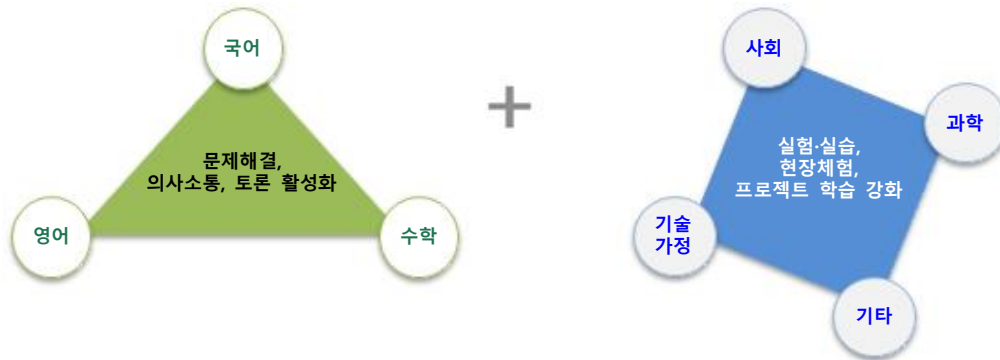 국어
문제해결,
의사소통, 토론 활성화
영어
수학
+
사회
과학
실험·실습,
현장체험,
프로젝트 학습 강화
기술
가정
기타